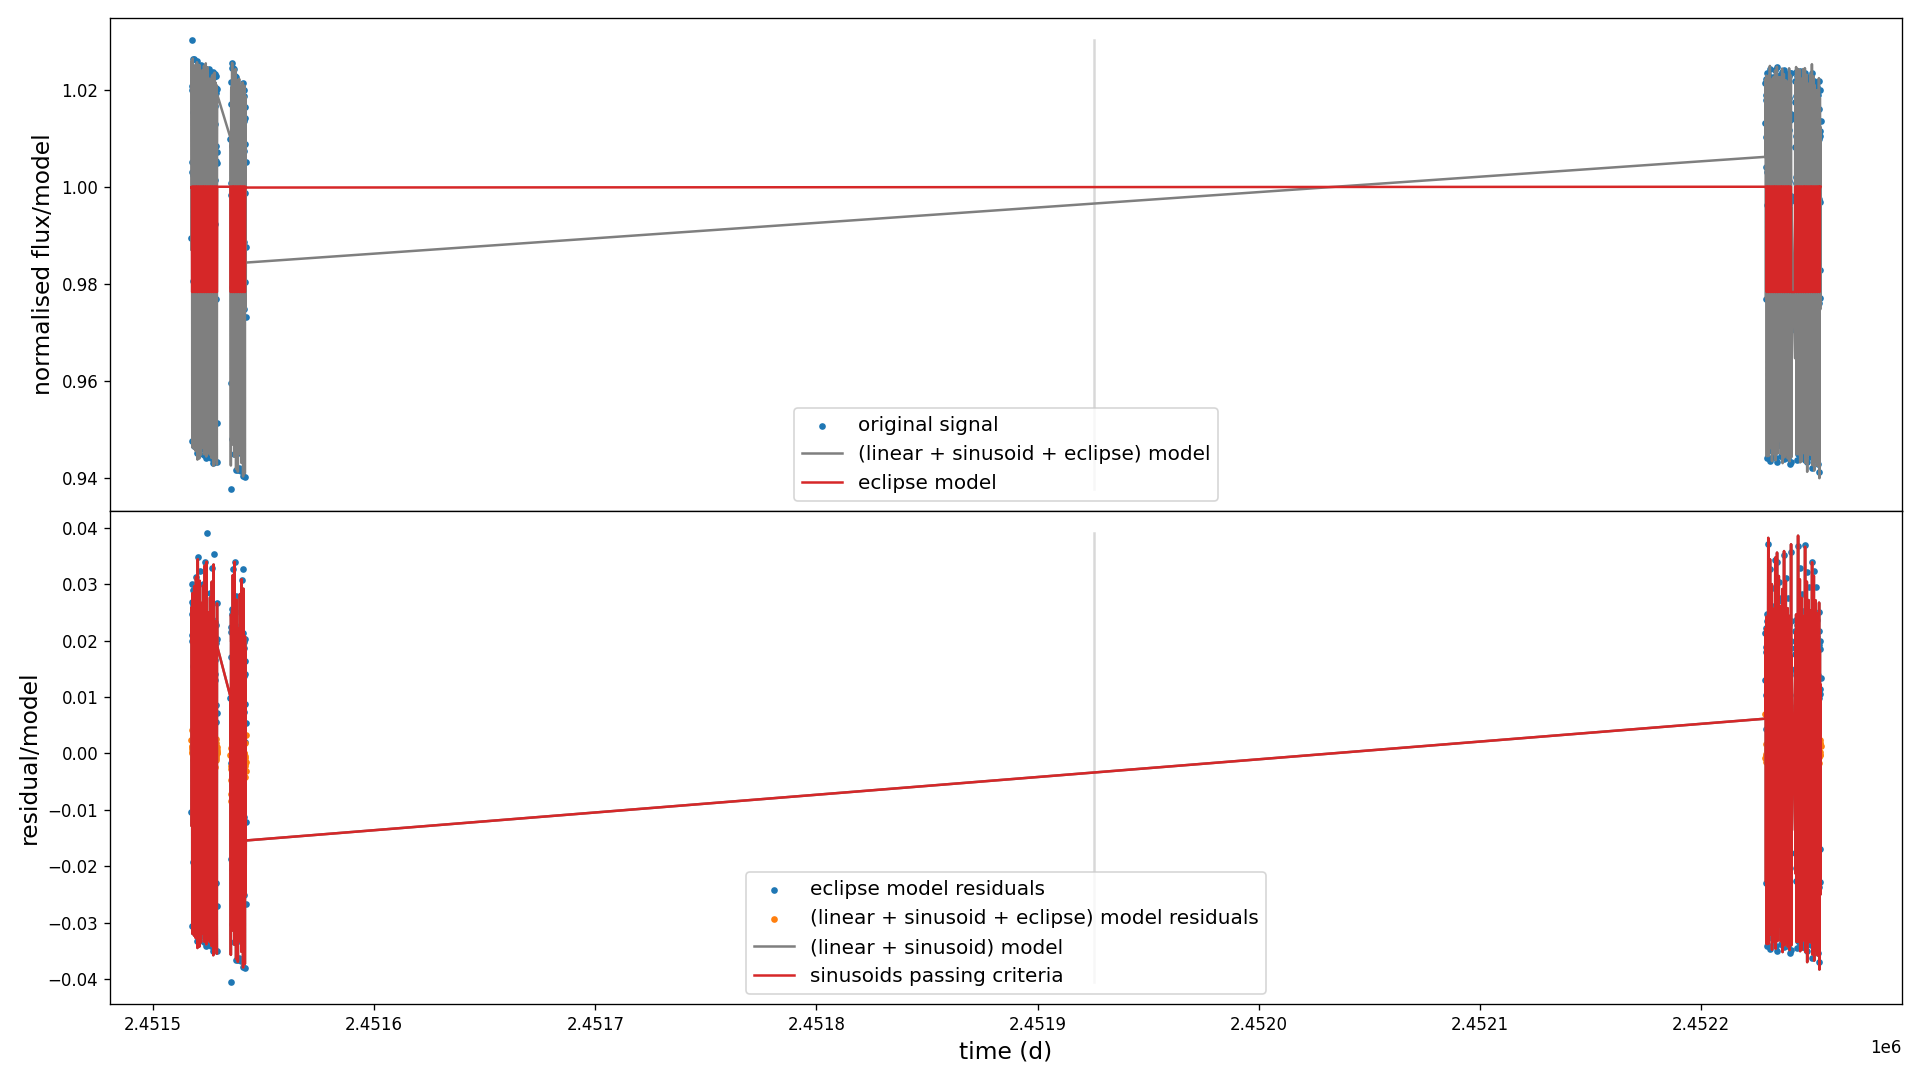 normalised flux/model
1.02
1.00
0.98
0.96
0.94
original signal
(linear + sinusoid + eclipse) model
eclipse model
residual/model
0.04
0.03
0.02
0.01
0.00
−0.01
−0.02
−0.03
−0.04
eclipse model residuals
(linear + sinusoid + eclipse) model residuals
(linear + sinusoid) model
sinusoids passing criteria
2.4515 2.4516 2.4517 2.4518 2.4519 2.4520 2.4521 2.4522
1e6
time (d)